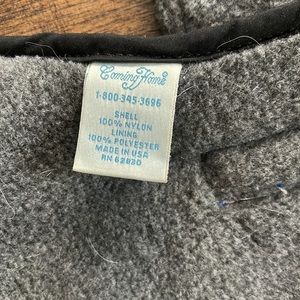 Coming Home
1-800-345-3696
SHELL
100% NYLON
LINING
100% POLYESTER
MADE IN USA
RN 62830